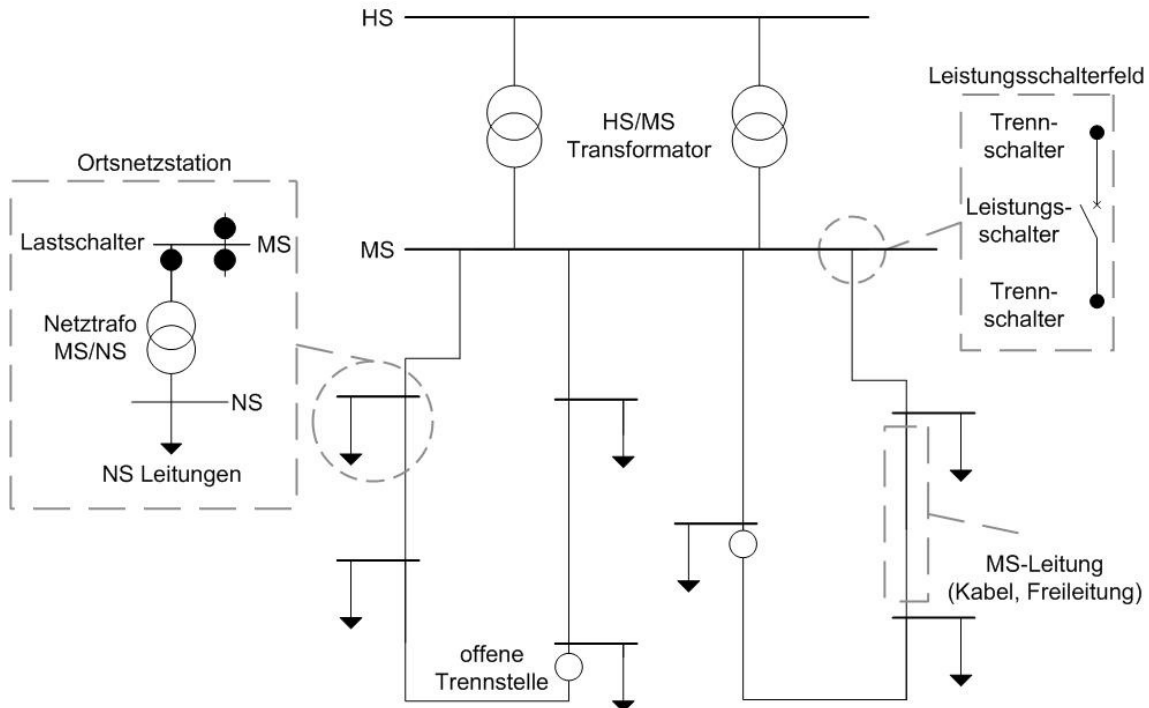 HS
Leistungsschalterfeld
HS/MS
Transformator
Trenn-
schalter
Leistungs-
schalter
Trenn-
schalter
Ortsnetzstation
Lastschalter
MS
Netztrafo
MS/NS
NS
NS Leitungen
MS
MS-Leitung
(Kabel, Freileitung)
offene
Trennstelle